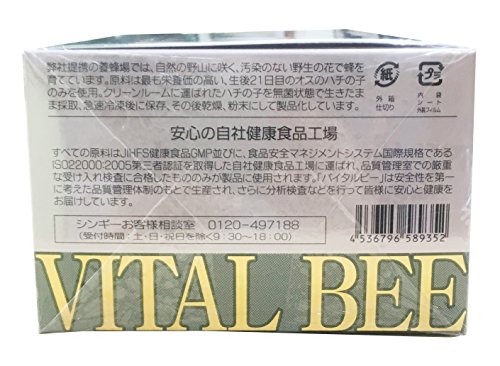 弊社提携の養蜂場では、自然の野山に咲く、汚染のない野生の花で蜂を
育てています。原料は最も栄養価の高い、生後21日目のオスのハチの子
のみを使用。クリーンルームに運ばれたハチの子を無菌状態で生きたま
ま採取、急速冷凍後に保存、その後乾燥、粉末にして製品化しています。
紙
外箱
仕切り
プラ
内袋
シート
外装フィルム
安心の自社健康食品工場
すべての原料はJIHFS健康食品GMP並びに、食品安全マネジメントシステム国際規格である
ISO22000:2005第三者認証を取得した自社健康食品工場に運ばれ、品質管理室での厳重
な受け入れ検査に合格したもののみが製品に使用されます。「バイタルビー」は安全性を第一
に考えた品質管理体制のもとで生産され、さらに分析検査などを行って皆様に安心と健康を
お届けしています。
シンギーお客様相談室 0120-497188
(受付時間:土・日・祝日を除く9:30~18:00)
4 536796 589352
VITAL BEE